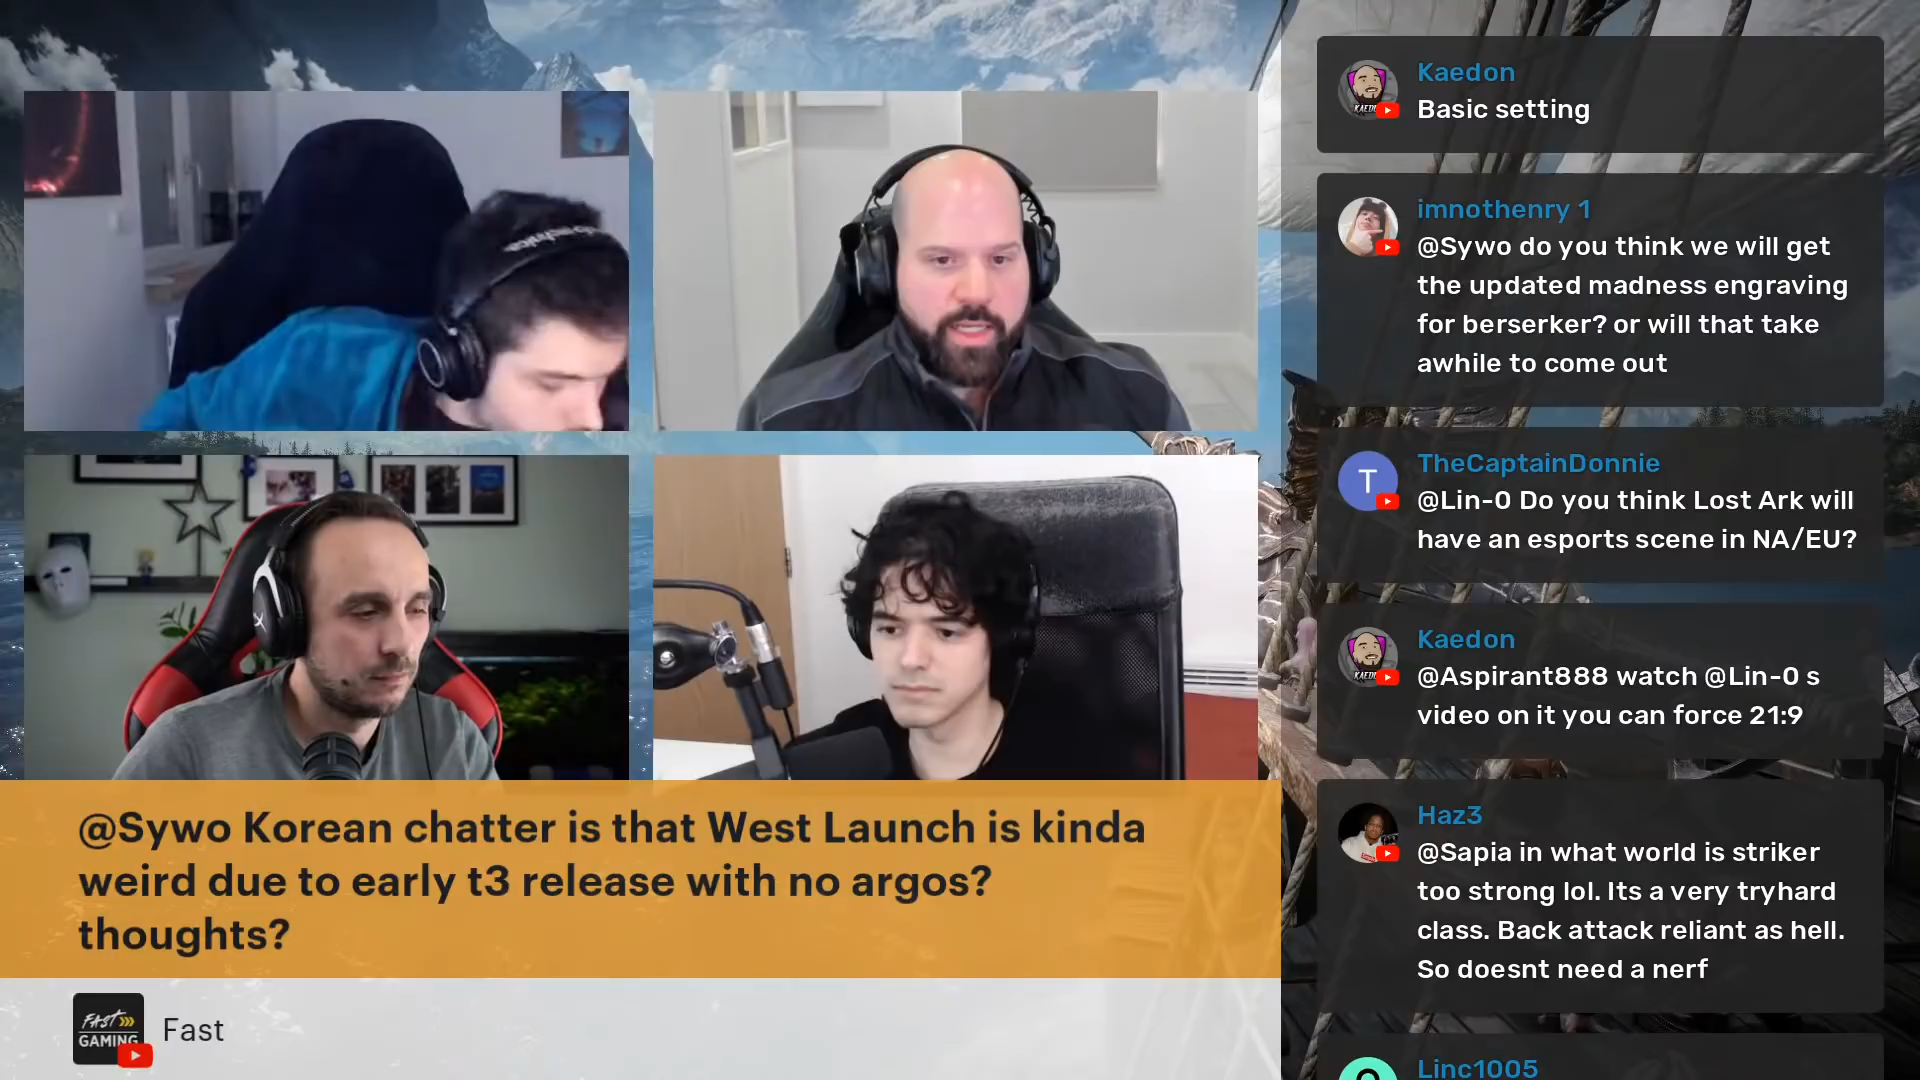 Kaedon
Basic setting
imnothenry 1
@Sywo do you think we will get
the updated madness engraving
for berserker? or will that take
awhile to come out
TheCaptainDonnie
@Lin-0 Do you think Lost Ark will
have an esports scene in NA/EU?
Kaedon
@Aspirant888 watch @Lin-0 s
video on it you can force 21:9
Haz3
@Sapia in what world is striker
too strong lol. Its a very tryhard
class. Back attack reliant as hell.
So doesnt need a nerf
Linc1005
T
@Sywo Korean chatter is that West Launch is kinda
weird due to early t3 release with no argos?
thoughts?
FAST
GAMING
Fast